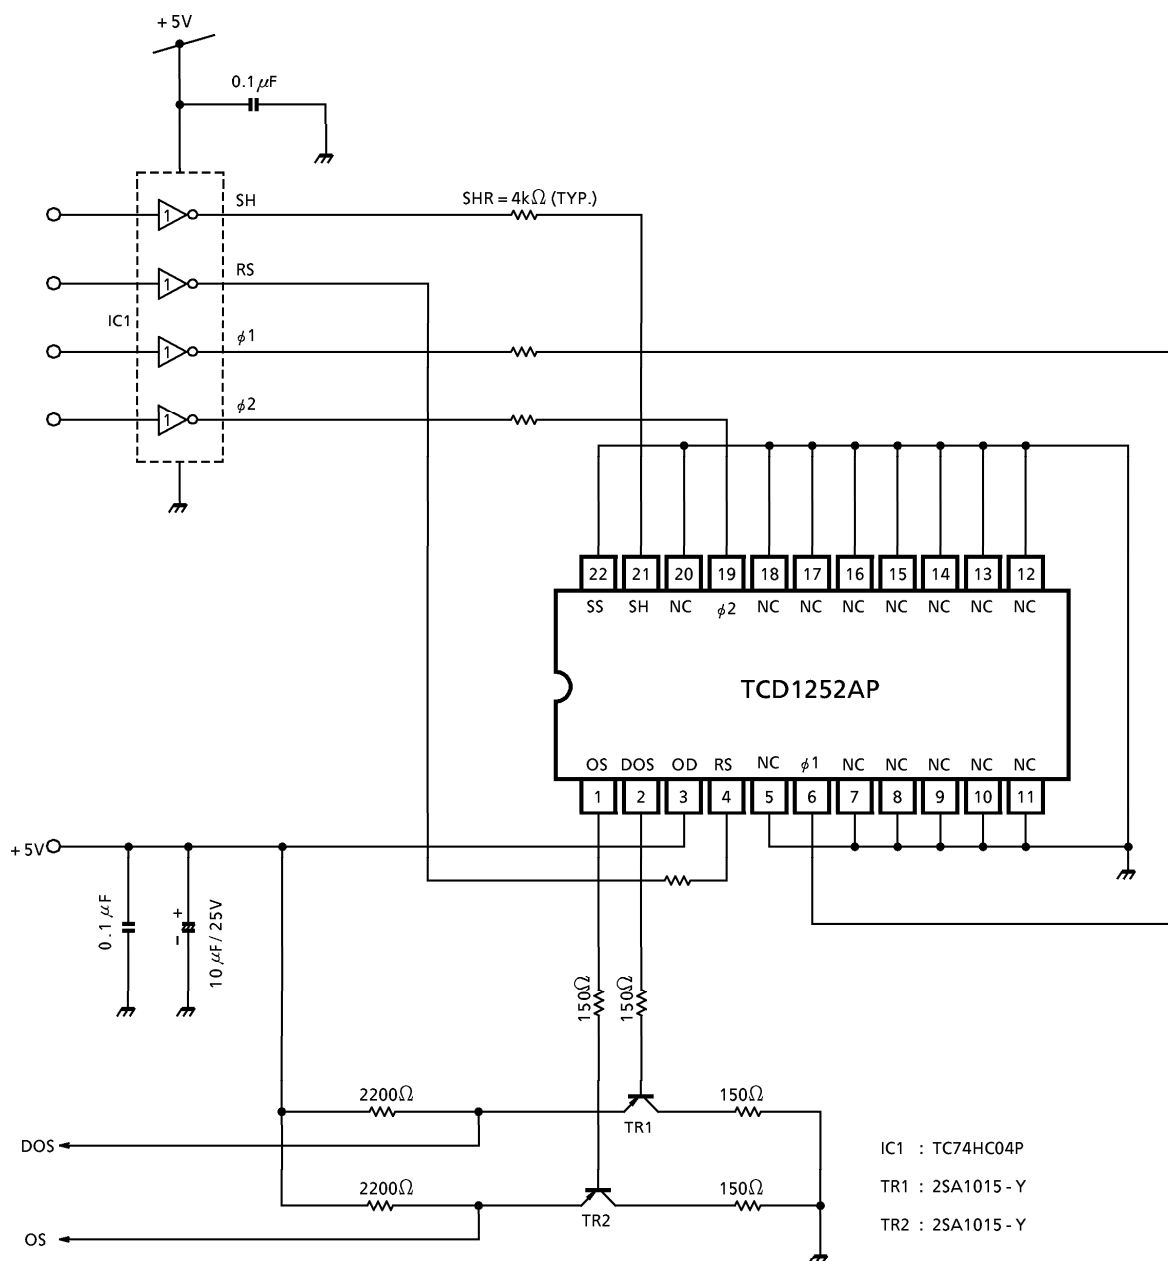 +5V
0.1μF
SH
SHR = 4kΩ (TYP.)
1
RS
1
IC1
φ1
1
φ2
1
22 21 20 19 18 17 16 15 14 13 12
SS SH NC φ2 NC NC NC NC NC NC NC
TCD1252AP
OS DOS OD RS NC φ1 NC NC NC NC NC
1 2 3 4 5 6 7 8 9 10 11
+5V
0.1μF
+
−
10μF/25V
150Ω
150Ω
2200Ω
150Ω
TR1
DOS
2200Ω
150Ω
TR2
OS
IC1 : TC74HC04P
TR1 : 2SA1015-Y
TR2 : 2SA1015-Y